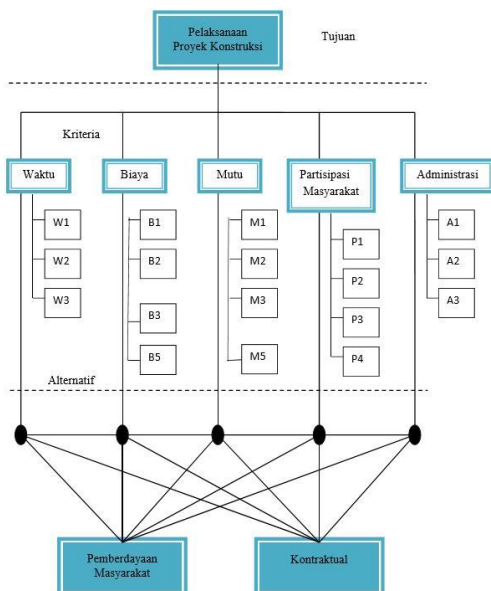 Pelaksanaan
Proyek Konstruksi
Tujuan
Kriteria
Waktu
Biaya
Mutu
Partisipasi
Masyarakat
Administrasi
W1
W2
W3
B1
B2
B3
B5
M1
M2
M3
M5
P1
P2
P3
P4
A1
A2
A3
Alternatif
Pemberdayaan
Masyarakat
Kontraktual